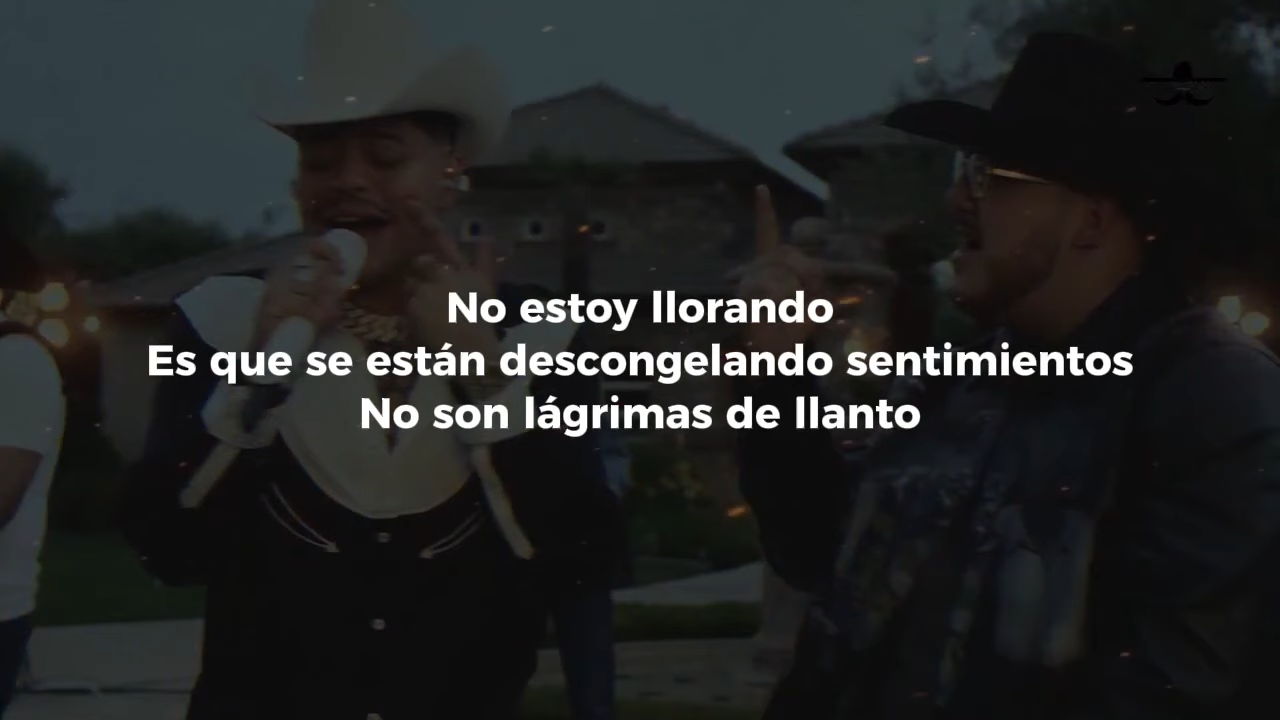 No estoy llorando
Es que se están descongelando sentimientos
No son lágrimas de llanto